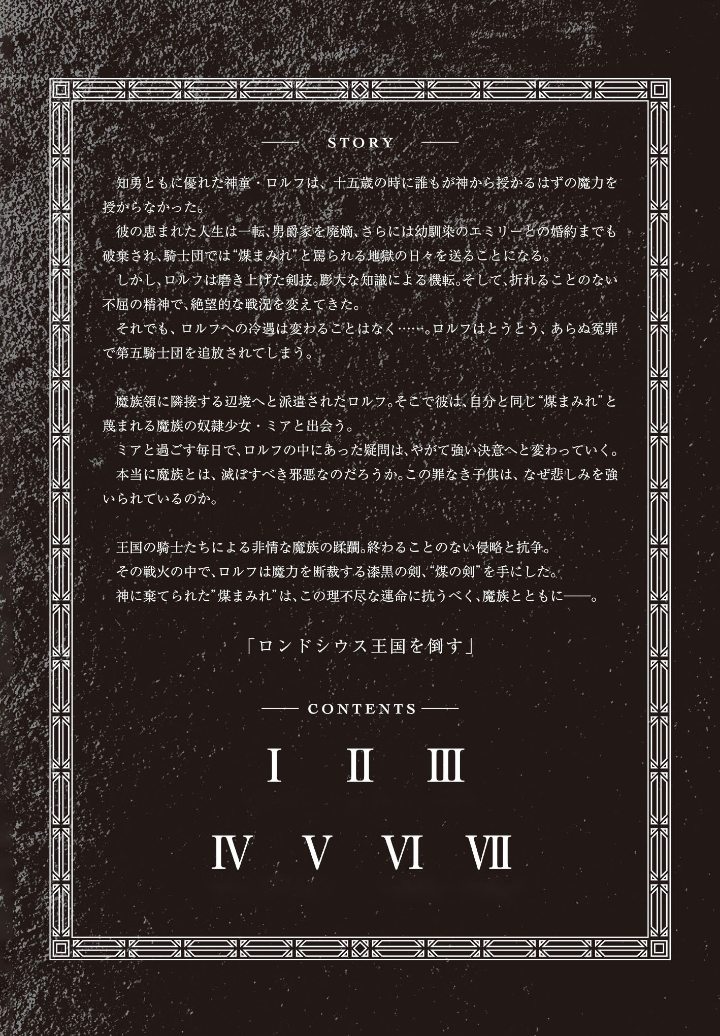 STORY
　知勇ともに優れた神童・ロルフは、十五歳の時に誰もが神から授かるはずの魔力を
授からなかった。
　彼の恵まれた人生は一転、男爵家を廃嫡、さらには幼馴染のエミリーとの婚約までも
破棄され、騎士団では“煤まみれ”と罵られる地獄の日々を送ることになる。
　しかし、ロルフは磨き上げた剣技。膨大な知識による機転。そして、折れることのない
不屈の精神で、絶望的な戦況を変えてきた。
　それでも、ロルフへの冷遇は変わることはなく……。ロルフはとうとう、あらぬ冤罪
で第五騎士団を追放されてしまう。
　魔族領に隣接する辺境へと派遣されたロルフ。そこで彼は、自分と同じ“煤まみれ”と
蔑まれる魔族の奴隷少女・ミアと出会う。
　ミアと過ごす毎日で、ロルフの中にあった疑問は、やがて強い決意へと変わっていく。
　本当に魔族とは、滅ぼすべき邪悪なのだろうか。この罪なき子供は、なぜ悲しみを強
いられているのか。
　王国の騎士たちによる非情な魔族の蹂躙。終わることのない侵略と抗争。
　その戦火の中で、ロルフは魔力を断裁する漆黒の剣、“煤の剣”を手にした。
　神に棄てられた”煤まみれ”は、この理不尽な運命に抗うべく、魔族とともに――。
「ロンドシウス王国を倒す」
CONTENTS
Ⅰ Ⅱ Ⅲ
Ⅳ Ⅴ Ⅵ Ⅶ